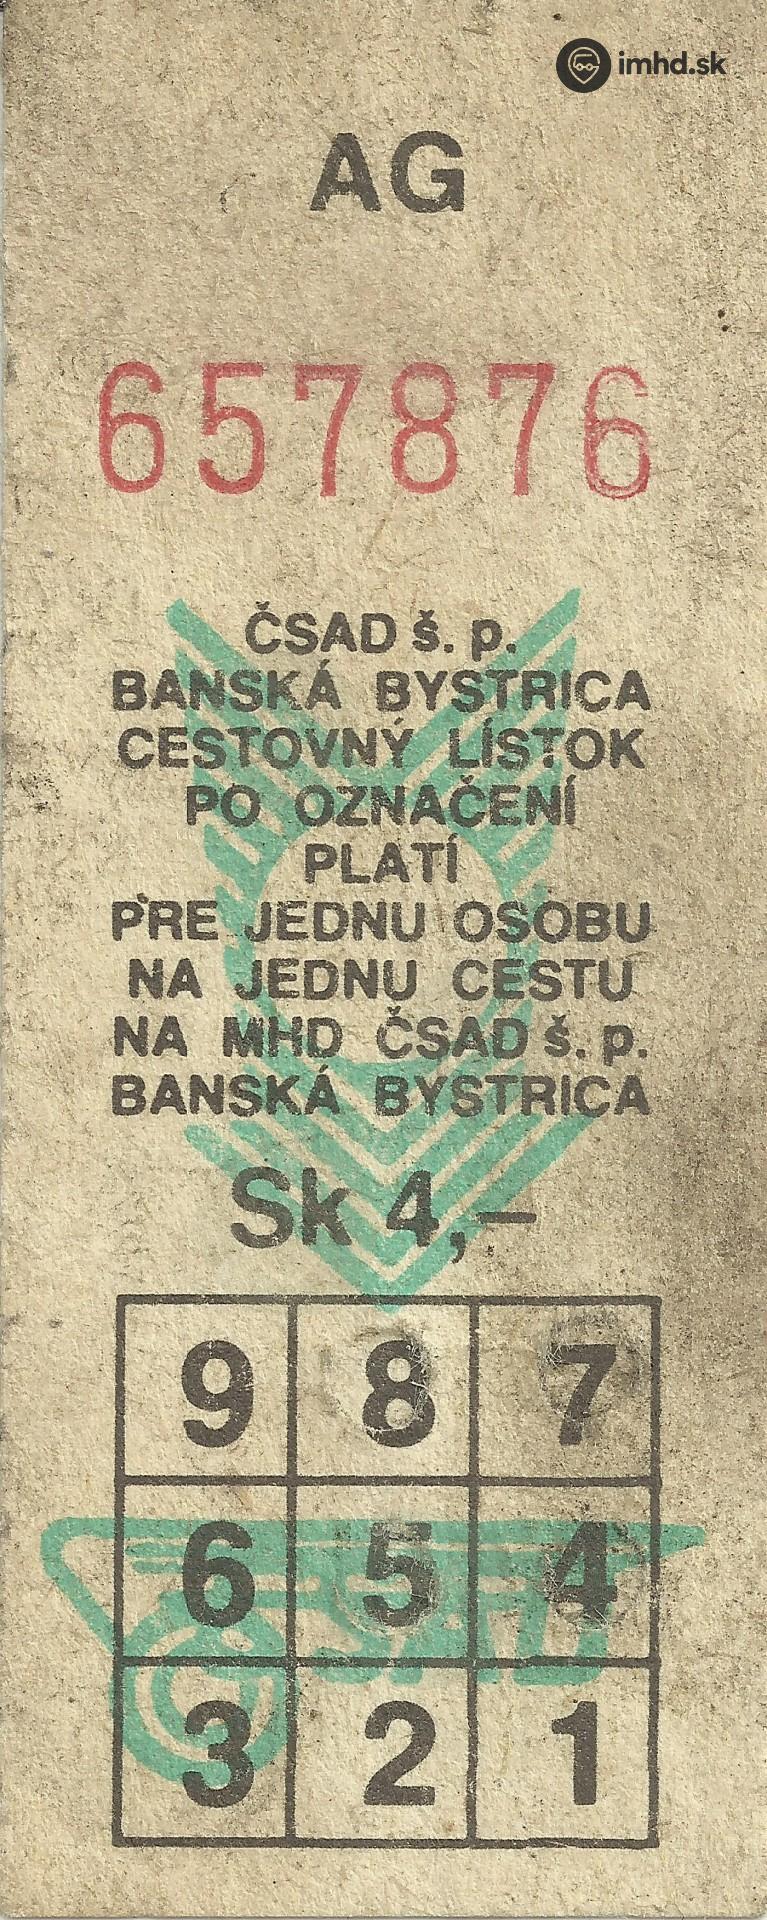 imhd.sk
AG
657876
ČSAD š. p.
BANSKÁ BYSTRICA
CESTOVNÝ LÍSTOK
PO OZNAČENÍ
PLATÍ
PRE JEDNU OSOBU
NA JEDNU CESTU
NA MHD ČSAD š. p.
BANSKÁ BYSTRICA
Sk 4,–
9 8 7
6 5 4
ČSAD
3 2 1